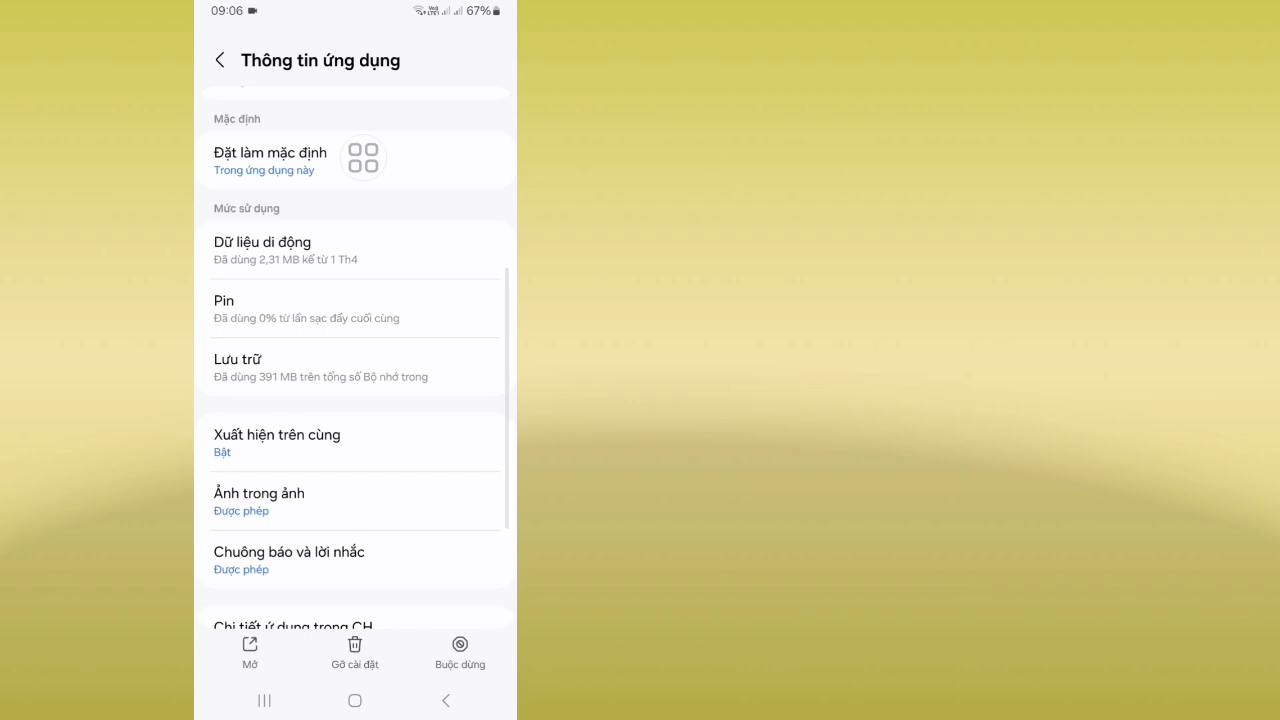 09:06 67%
Thông tin ứng dụng
Mặc định
Đặt làm mặc định
Trong ứng dụng này
Mức sử dụng
Dữ liệu di động
Đã dùng 2,31 MB kể từ 1 Th4
Pin
Đã dùng 0% từ lần sạc đầy cuối cùng
Lưu trữ
Đã dùng 391 MB trên tổng số Bộ nhớ trong
Xuất hiện trên cùng
Bật
Ảnh trong ảnh
Được phép
Chuông báo và lời nhắc
Được phép
Chi tiết ứ.dụng trong CH
Mở Gỡ cài đặt Buộc dừng